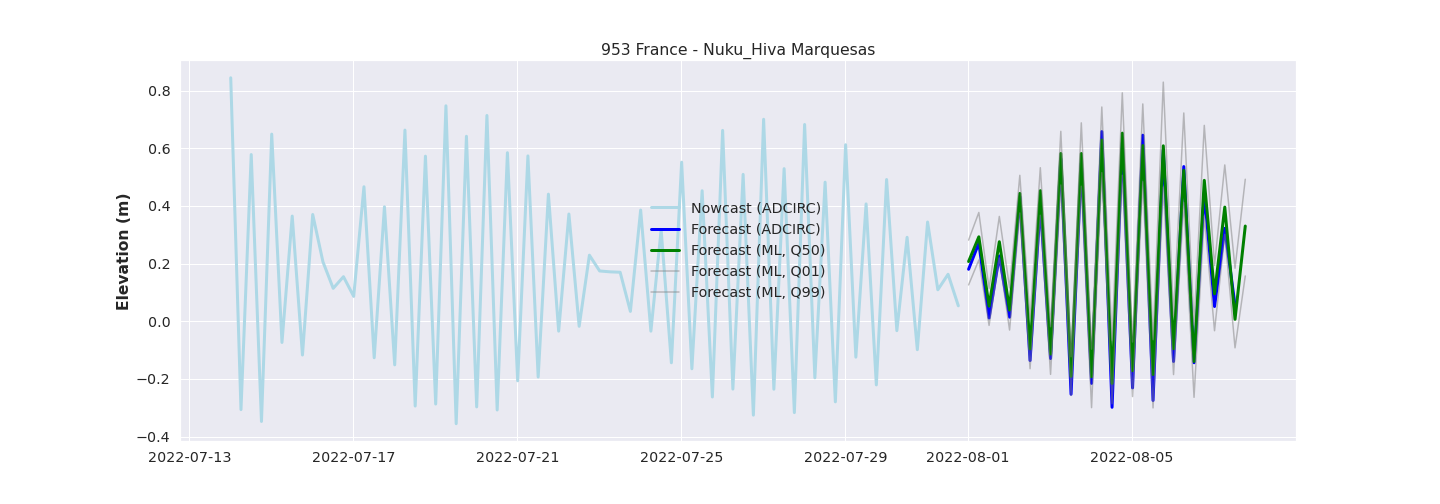 953 France - Nuku_Hiva Marquesas
Elevation (m)
0.8
0.6
0.4
0.2
0.0
−0.2
−0.4
Nowcast (ADCIRC)
Forecast (ADCIRC)
Forecast (ML, Q50)
Forecast (ML, Q01)
Forecast (ML, Q99)
2022-07-13
2022-07-17
2022-07-21
2022-07-25
2022-07-29
2022-08-01
2022-08-05